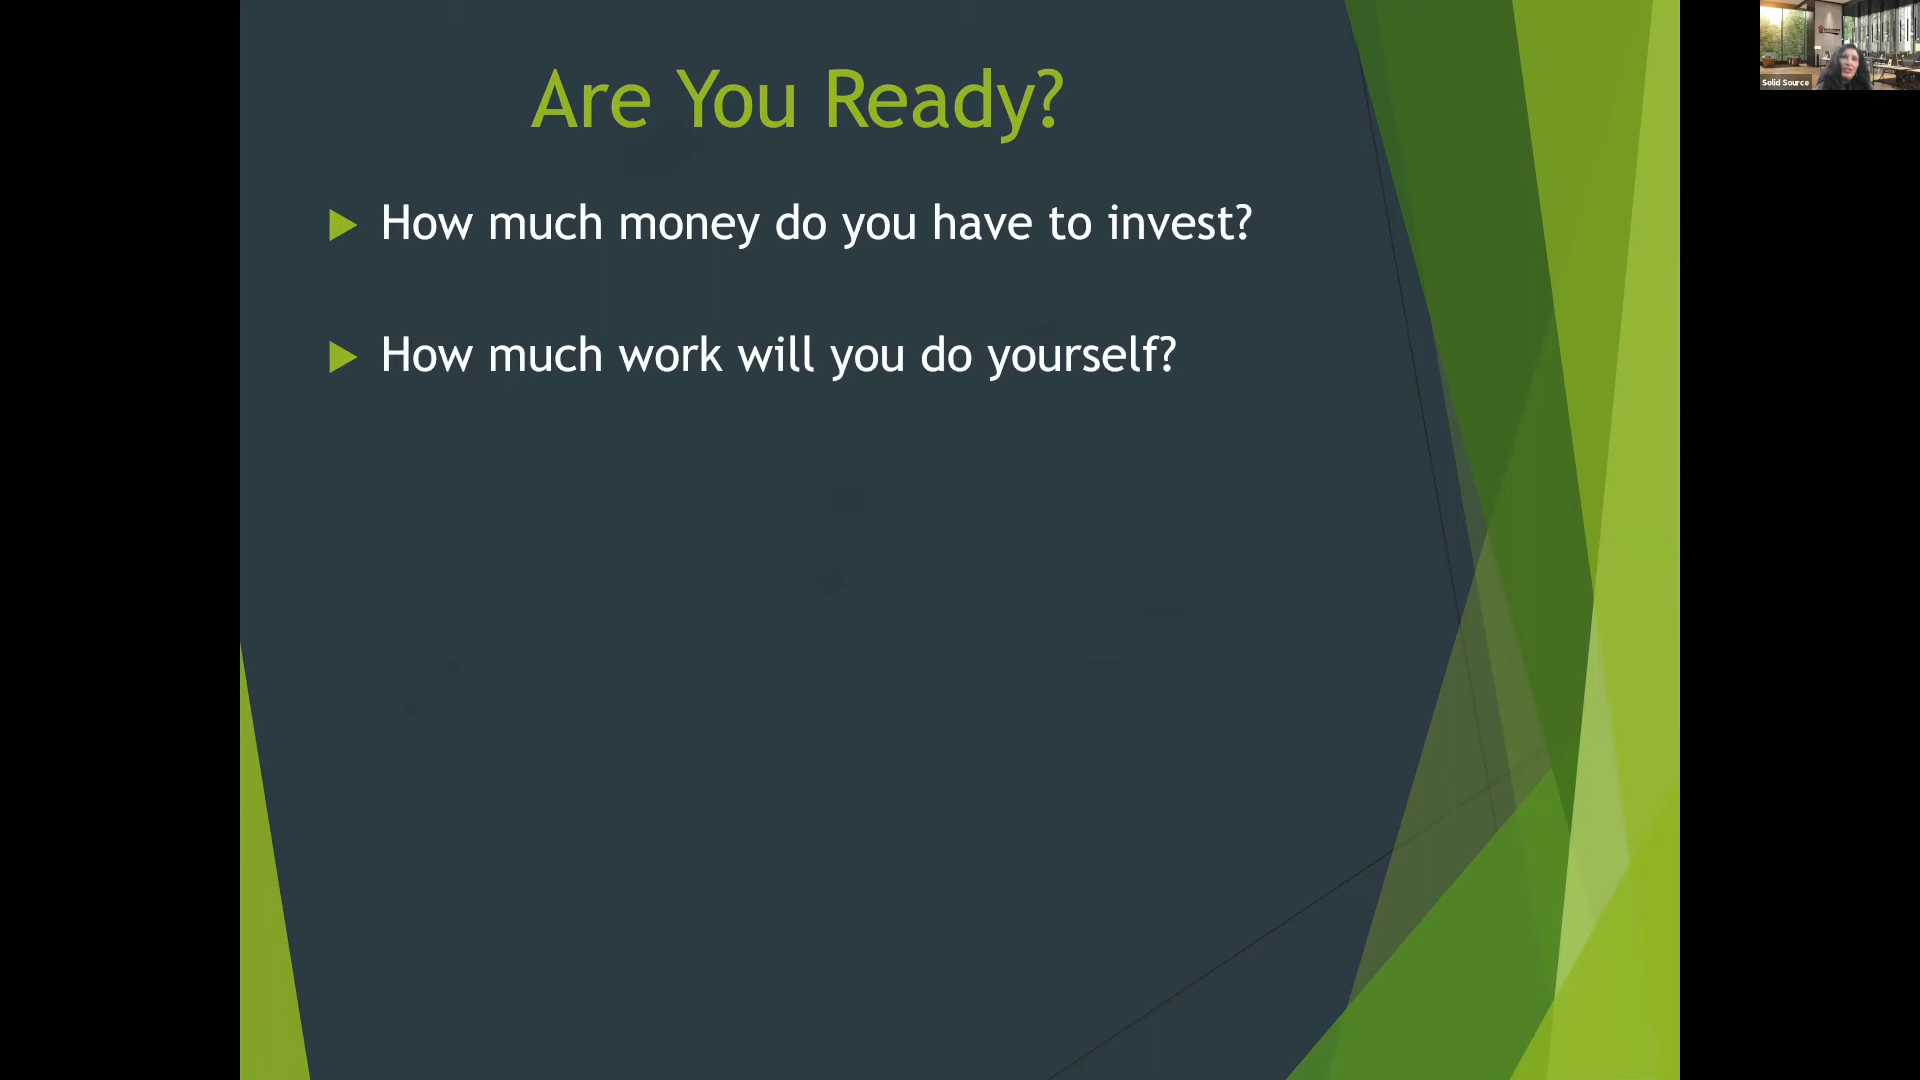 Are You Ready?
How much money do you have to invest?
How much work will you do yourself?
Solid Source